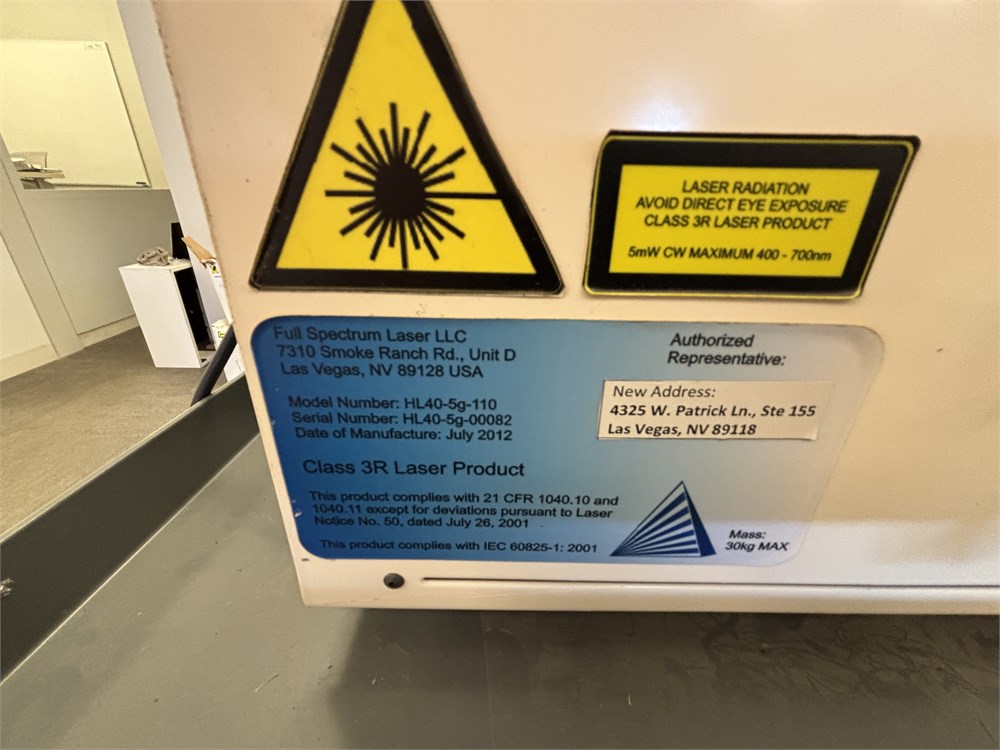 LASER RADIATION
AVOID DIRECT EYE EXPOSURE
CLASS 3R LASER PRODUCT
5mW CW MAXIMUM 400 - 700nm
Full Spectrum Laser LLC
7310 Smoke Ranch Rd., Unit D
Las Vegas, NV 89128 USA
Model Number: HL40-5g-110
Serial Number: HL40-5g-00082
Date of Manufacture: July 2012
Class 3R Laser Product
This product complies with 21 CFR 1040.10 and
1040.11 except for deviations pursuant to Laser
Notice No. 50, dated July 26, 2001
This product complies with IEC 60825-1: 2001
Authorized
Representative:
New Address:
4325 W. Patrick Ln., Ste 155
Las Vegas, NV 89118
Mass:
30kg MAX